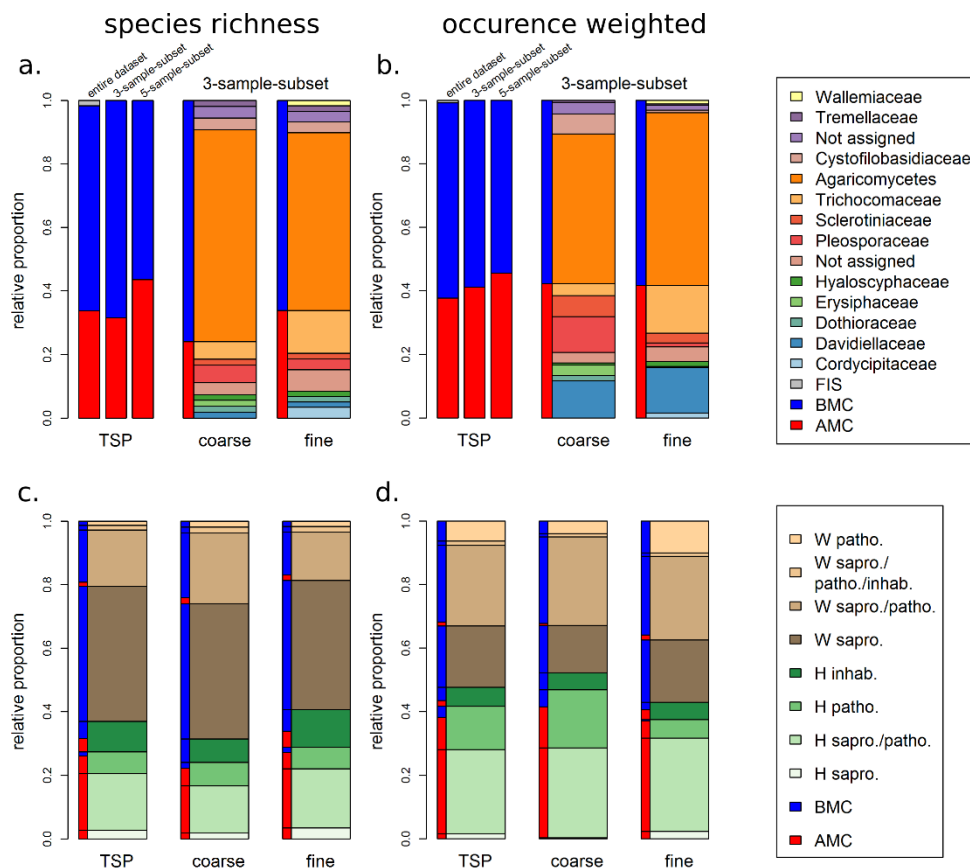 species richness
occurence weighted
a.
entire dataset
3-sample-subset
5-sample-subset
3-sample-subset
relative proportion
0.0
0.2
0.4
0.6
0.8
1.0
TSP
coarse
fine
b.
entire dataset
3-sample-subset
5-sample-subset
3-sample-subset
relative proportion
0.0
0.2
0.4
0.6
0.8
1.0
TSP
coarse
fine
Wallemiaceae
Tremellaceae
Not assigned
Cystofilobasidiaceae
Agaricomycetes
Trichocomaceae
Sclerotiniaceae
Pleosporaceae
Not assigned
Hyaloscyphaceae
Erysiphaceae
Dothioraceae
Davidiellaceae
Cordycipitaceae
FIS
BMC
AMC
c.
relative proportion
0.0
0.2
0.4
0.6
0.8
1.0
TSP
coarse
fine
d.
relative proportion
0.0
0.2
0.4
0.6
0.8
1.0
TSP
coarse
fine
W patho.
W sapro./
patho./inhab.
W sapro./patho.
W sapro.
H inhab.
H patho.
H sapro./patho.
H sapro.
BMC
AMC